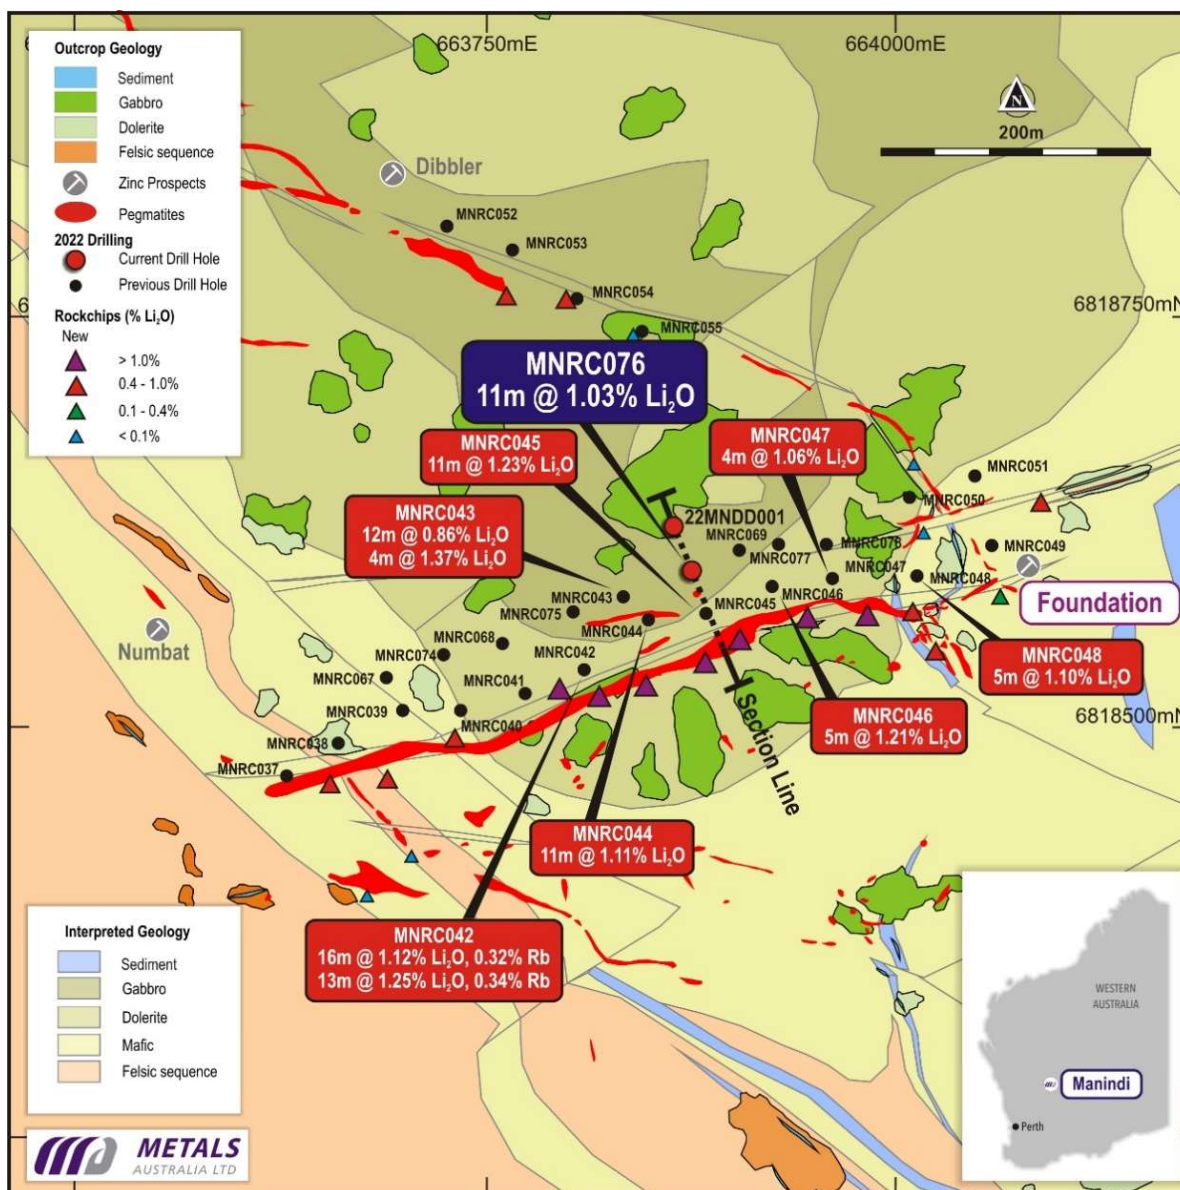 663750mE
664000mE
Outcrop Geology
Sediment
Gabbro
Dolerite
Felsic sequence
Zinc Prospects
Pegmatites
2022 Drilling
Current Drill Hole
Previous Drill Hole
Rockchips (% Li₂O)
New
> 1.0%
0.4 - 1.0%
0.1 - 0.4%
< 0.1%
N
200m
Dibbler
MNRC052
MNRC053
MNRC054
MNRC055
6818750mN
MNRC076
11m @ 1.03% Li₂O
MNRC045
11m @ 1.23% Li₂O
MNRC047
4m @ 1.06% Li₂O
MNRC043
12m @ 0.86% Li₂O
4m @ 1.37% Li₂O
22MNDD001
MNRC051
MNRC050
MNRC049
MNRC069
MNRC077
MNRC078
MNRC047
MNRC048
MNRC046
MNRC045
MNRC043
MNRC075
MNRC044
MNRC068
MNRC042
MNRC074
MNRC067
MNRC041
MNRC039
MNRC040
MNRC038
MNRC037
Foundation
Numbat
MNRC048
5m @ 1.10% Li₂O
MNRC046
5m @ 1.21% Li₂O
6818500mN
Section Line
MNRC044
11m @ 1.11% Li₂O
MNRC042
16m @ 1.12% Li₂O, 0.32% Rb
13m @ 1.25% Li₂O, 0.34% Rb
Interpreted Geology
Sediment
Gabbro
Dolerite
Mafic
Felsic sequence
METALS
AUSTRALIA LTD
WESTERN
AUSTRALIA
Manindi
Perth